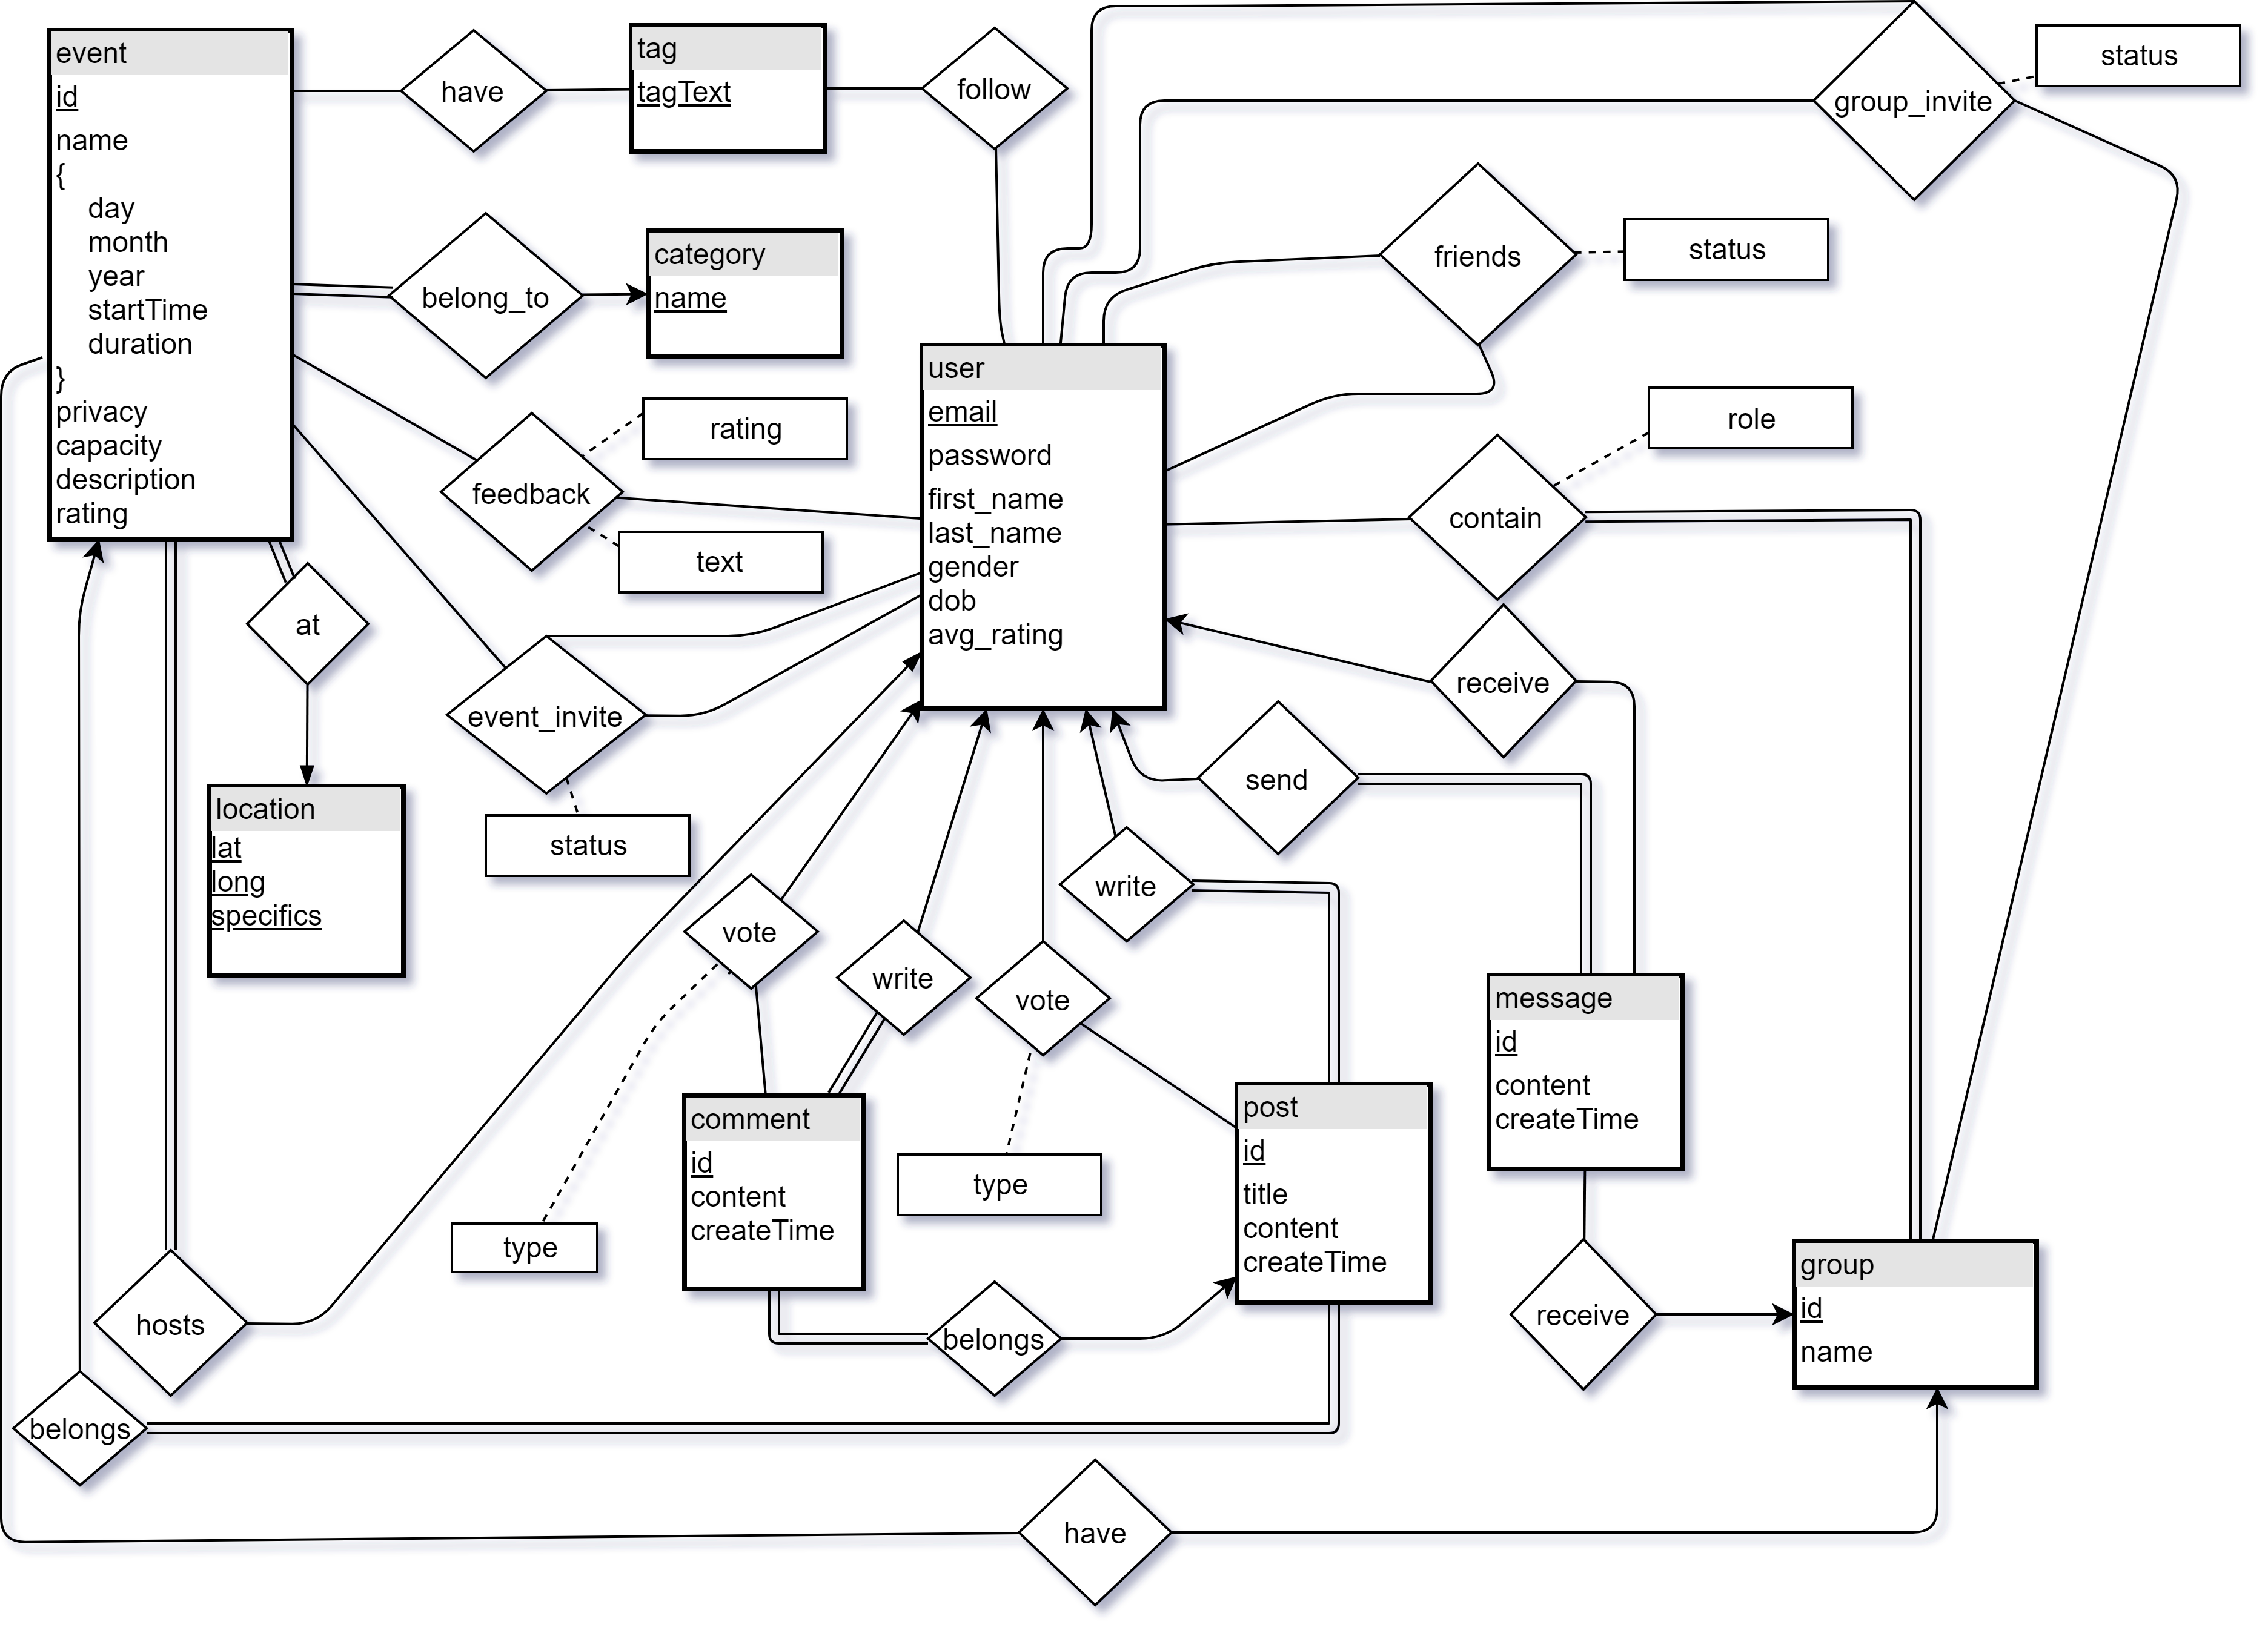 event
id
name
{
day
month
year
startTime
duration
}
privacy
capacity
description
rating
have
tag
tagText
follow
group_invite
status
belong_to
category
name
friends
status
feedback
rating
text
user
email
password
first_name
last_name
gender
dob
avg_rating
contain
role
at
event_invite
status
receive
send
location
lat
long
specifics
vote
write
vote
write
message
id
content
createTime
comment
id
content
createTime
type
post
id
title
content
createTime
type
hosts
belongs
receive
group
id
name
belongs
have